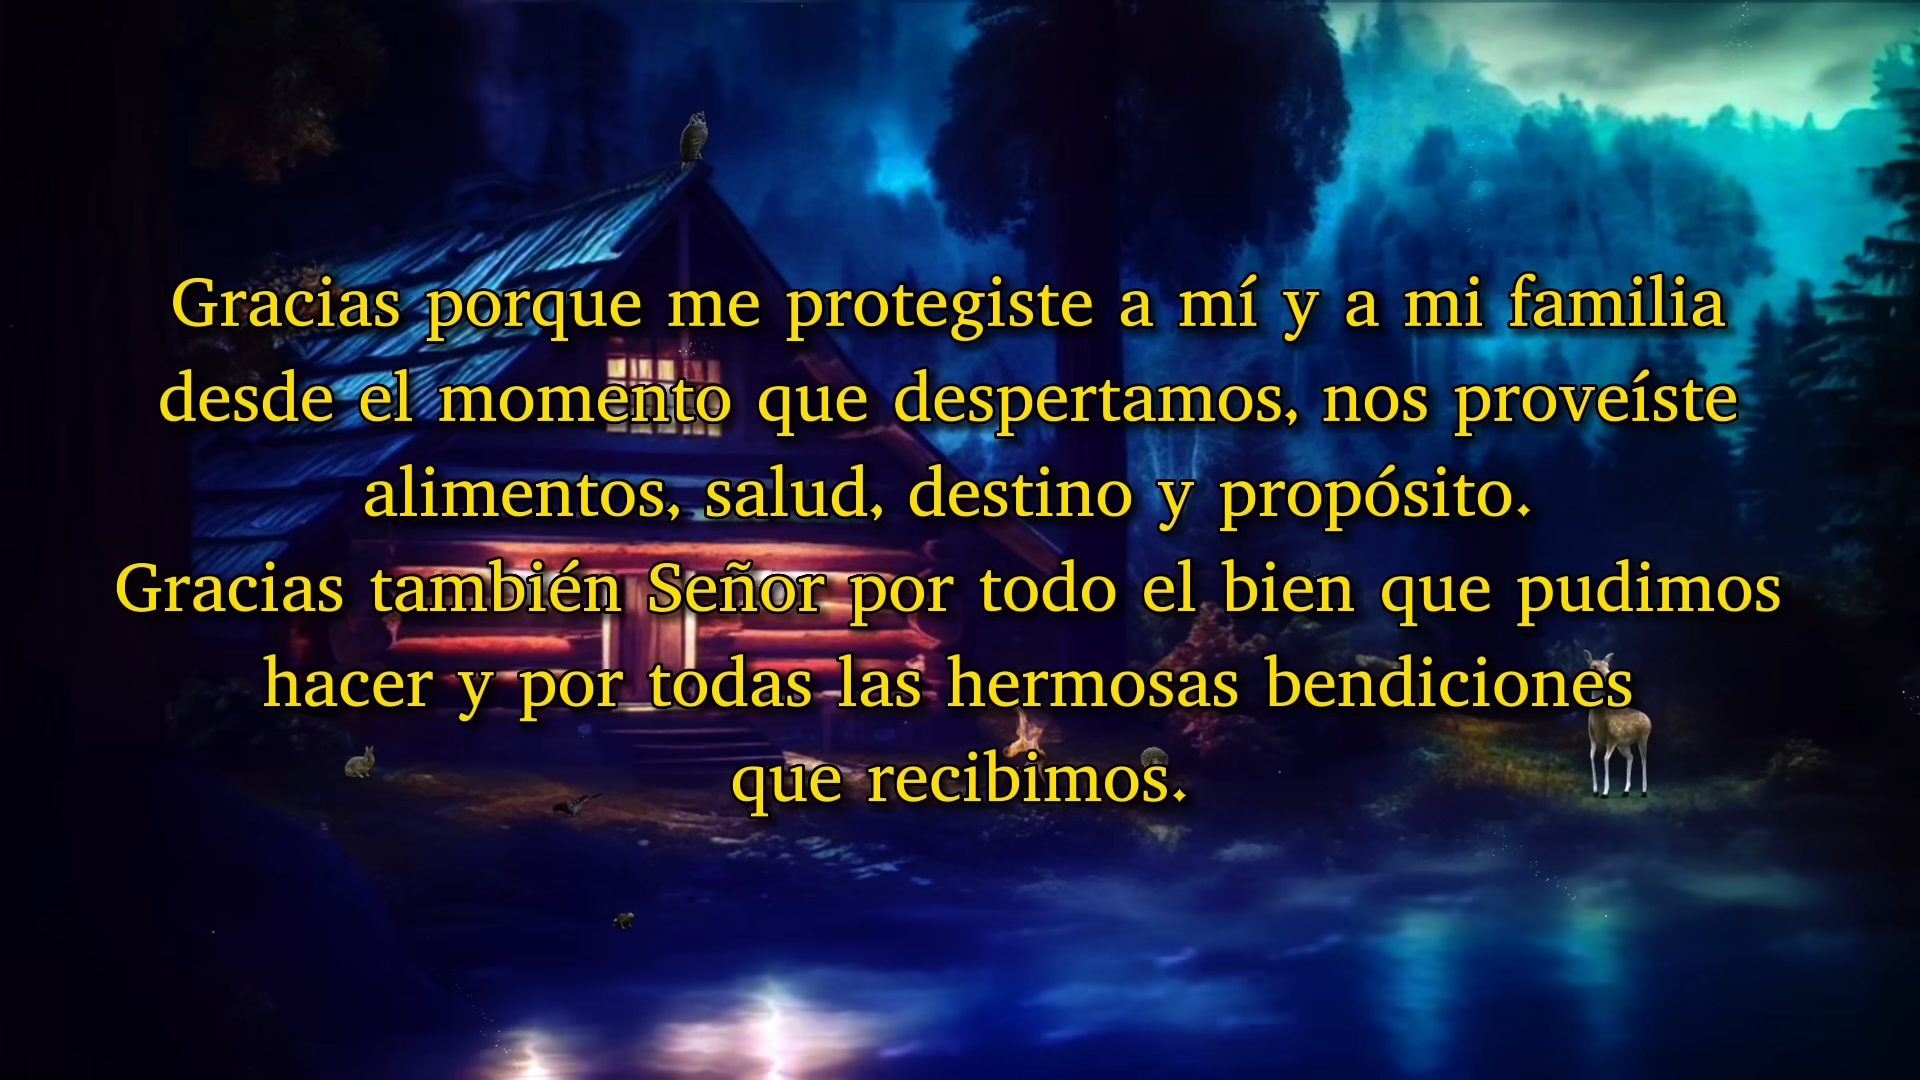 Gracias porque me protegiste a mí y a mi familia
desde el momento que despertamos, nos proveíste
alimentos, salud, destino y propósito.
Gracias también Señor por todo el bien que pudimos
hacer y por todas las hermosas bendiciones
que recibimos.